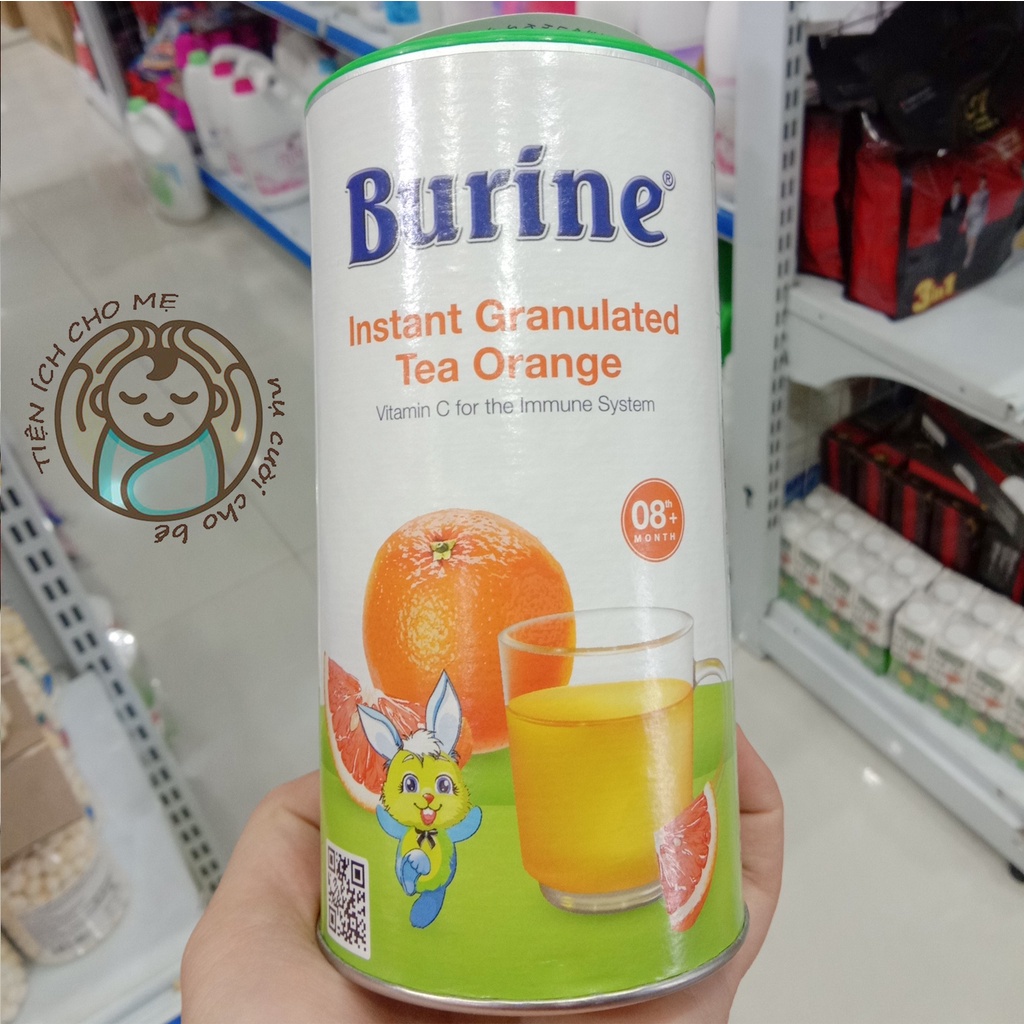 Burine®
Instant Granulated
Tea Orange
Vitamin C for the Immune System
08th+
MONTH
TIỆN ÍCH CHO MẸ
nụ cười cho bé
3in1